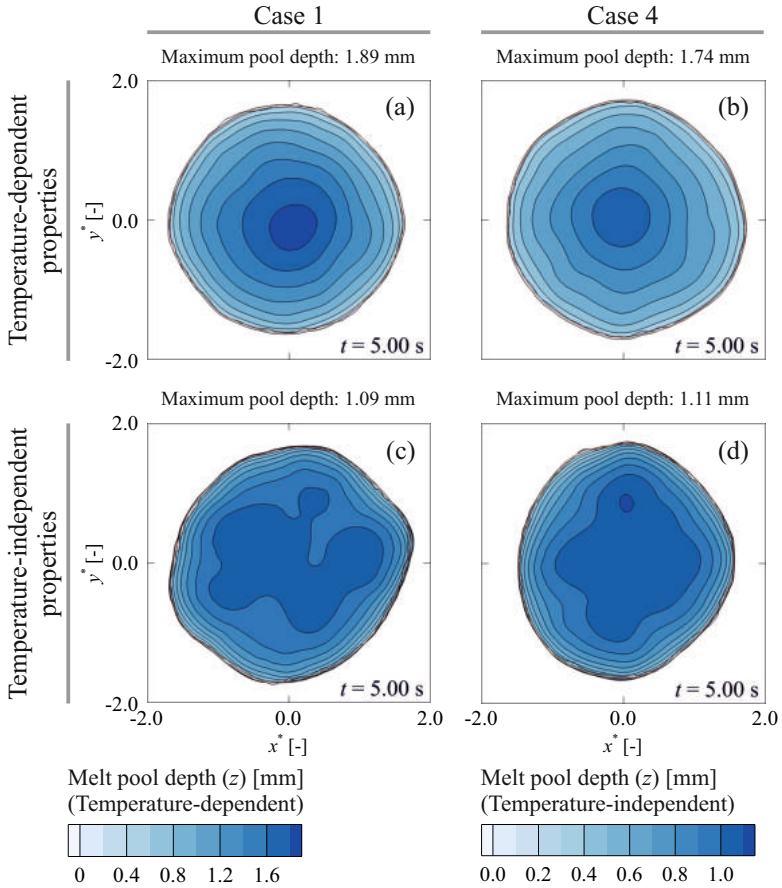 Case 1
Case 4
Maximum pool depth: 1.89 mm
Maximum pool depth: 1.74 mm
Temperature-dependent
properties
2.0
0.0
-2.0
y* [-]
(a)
t = 5.00 s
(b)
t = 5.00 s
Maximum pool depth: 1.09 mm
Maximum pool depth: 1.11 mm
Temperature-independent
properties
2.0
0.0
-2.0
y* [-]
(c)
t = 5.00 s
(d)
t = 5.00 s
-2.0 0.0 2.0
x* [-]
-2.0 0.0 2.0
x* [-]
Melt pool depth (z) [mm]
(Temperature-dependent)
0 0.4 0.8 1.2 1.6
Melt pool depth (z) [mm]
(Temperature-independent)
0.0 0.2 0.4 0.6 0.8 1.0